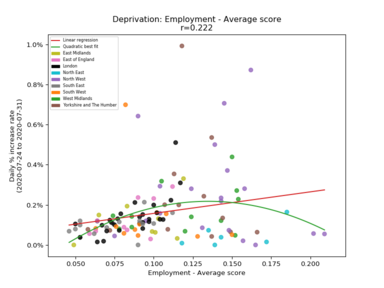 Deprivation: Employment - Average score
r=0.222
Linear regression
Quadratic best fit
East Midlands
East of England
London
North East
North West
South East
South West
West Midlands
Yorkshire and The Humber
Daily % increase rate
(2020-07-24 to 2020-07-31)
1.0%
0.8%
0.6%
0.4%
0.2%
0.0%
0.050
0.075
0.100
0.125
0.150
0.175
0.200
Employment - Average score